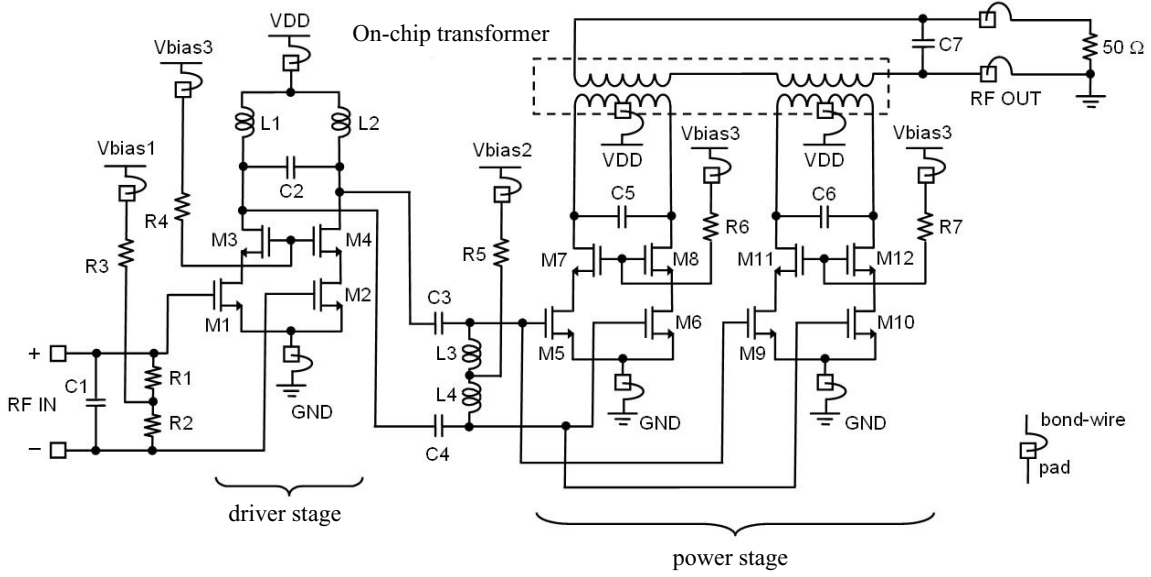 VDD
On-chip transformer
Vbias3
C7
50 Ω
RF OUT
L1
L2
Vbias1
C2
Vbias2
VDD
Vbias3
VDD
Vbias3
R4
C5
C6
R3
M3
M4
R5
M7
M8
R6
M11
M12
R7
M1
M2
C3
M5
M6
M9
M10
+
L3
C1
R1
RF IN
R2
GND
L4
GND
GND
–
C4
bond-wire
pad
driver stage
power stage